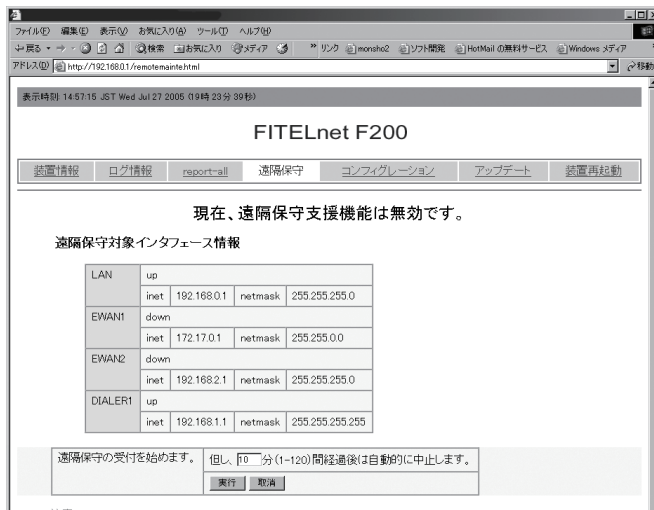 ファイル(F) 編集(E) 表示(V) お気に入り(A) ツール(T) ヘルプ(H)
戻る 検索 お気に入り メディア » リンク monsho2 ソフト開発 HotMail の無料サービス Windows メディア
アドレス(D) http://192.168.0.1/remotemainte.html 移動
表示時刻: 14:57:15 JST Wed Jul 27 2005 (19時 23分 39秒)
FITELnet F200
装置情報 ログ情報 report-all 遠隔保守 コンフィグレーション アップデート 装置再起動
現在、遠隔保守支援機能は無効です。
遠隔保守対象インタフェース情報
LAN up
inet 192.168.0.1 netmask 255.255.255.0
EWAN1 down
inet 172.17.0.1 netmask 255.255.0.0
EWAN2 down
inet 192.168.2.1 netmask 255.255.255.0
DIALER1 up
inet 192.168.1.1 netmask 255.255.255.255
遠隔保守の受付を始めます。 但し、10 分(1-120)間経過後は自動的に中止します。
実行 取消